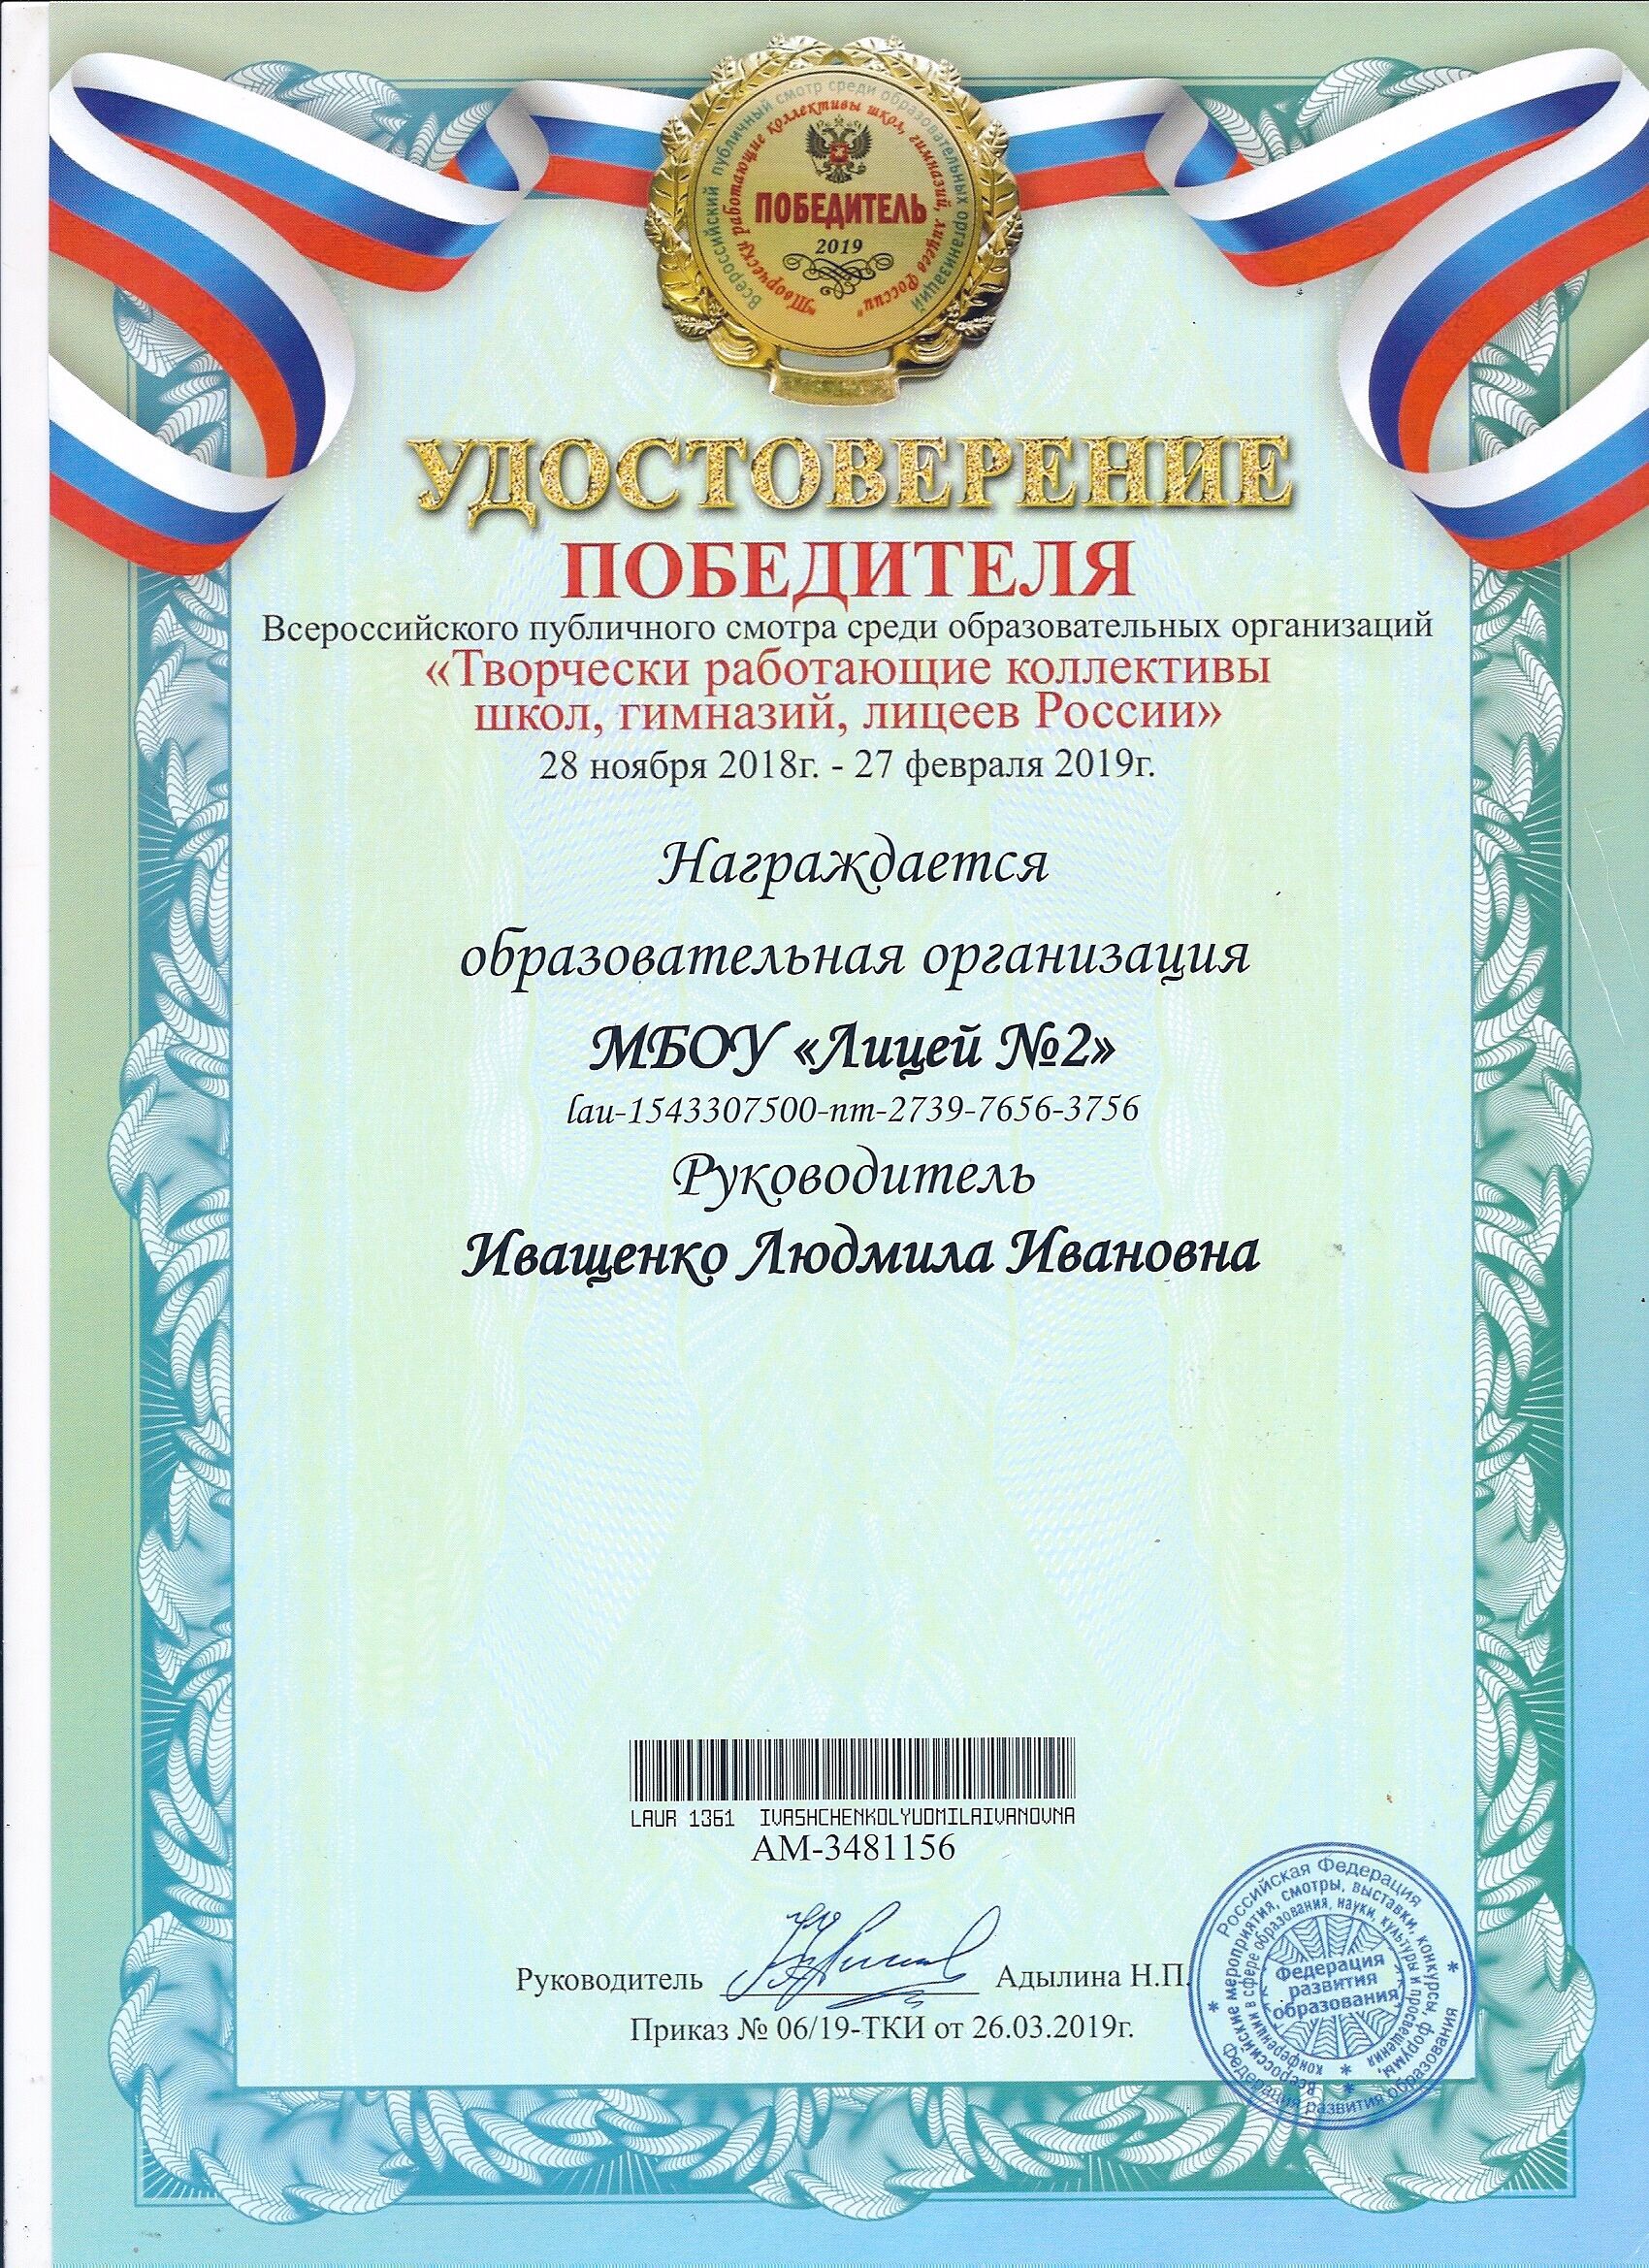 Всероссийский публичный смотр среди образовательных организаций
"Творчески работающие коллективы школ, гимназий, лицеев России"
ПОБЕДИТЕЛЬ
2019
УДОСТОВЕРЕНИЕ
ПОБЕДИТЕЛЯ
Всероссийского публичного смотра среди образовательных организаций
«Творчески работающие коллективы
школ, гимназий, лицеев России»
28 ноября 2018г. - 27 февраля 2019г.
Награждается
образовательная организация
МБОУ «Лицей №2»
lau-1543307500-nm-2739-7656-3756
Руководитель
Иващенко Людмила Ивановна
LAUR 1361 IVASHCHENKOLYUDMILAIVANOVNA
АМ-3481156
Руководитель Адылина Н.П.
Приказ № 06/19-ТКИ от 26.03.2019г.
Российская Федерация
Федерация развития образования
Всероссийские мероприятия, смотры, выставки, конкурсы, форумы,
конференции в сфере образования, науки, культуры и просвещения
Федерация
развития
образования